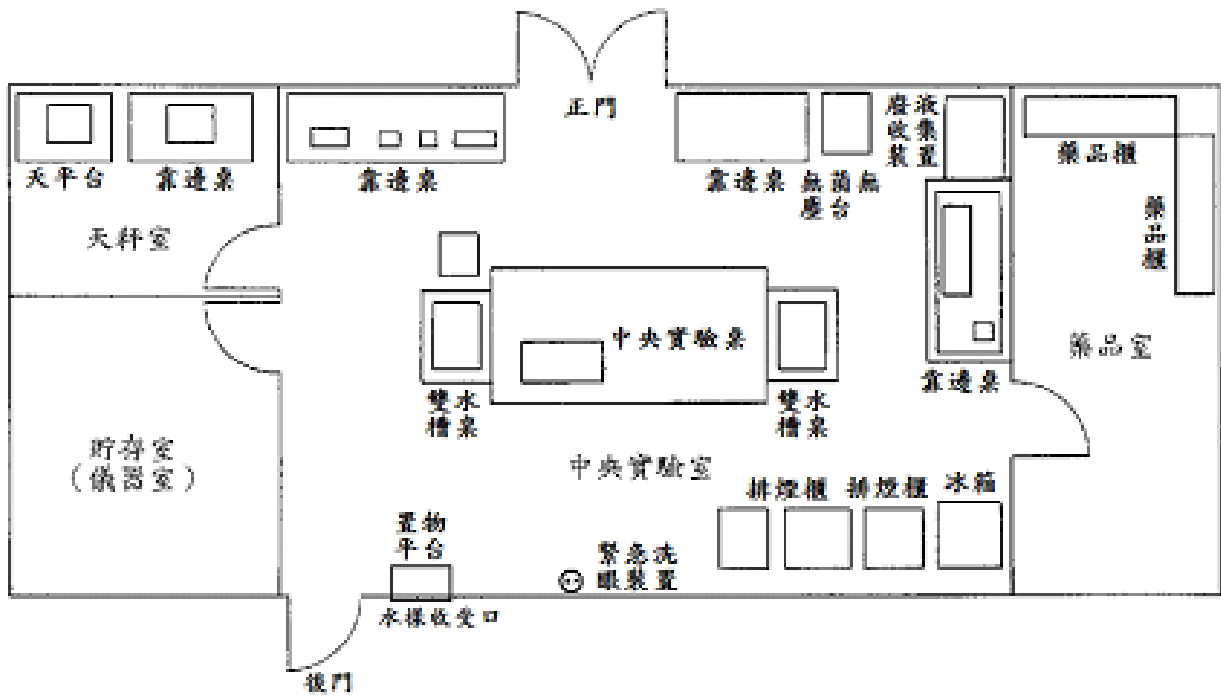 正門
天平台
靠邊桌
天秤室
靠邊桌
靠邊桌
無菌無
塵台
廢液
收集
裝置
藥品櫃
藥品櫃
中央實驗桌
雙水
槽桌
雙水
槽桌
靠邊桌
藥品室
貯存室
（儀器室）
中央實驗室
排煙櫃
排煙櫃
冰箱
置物
平台
緊急洗
眼裝置
水樣收受口
後門